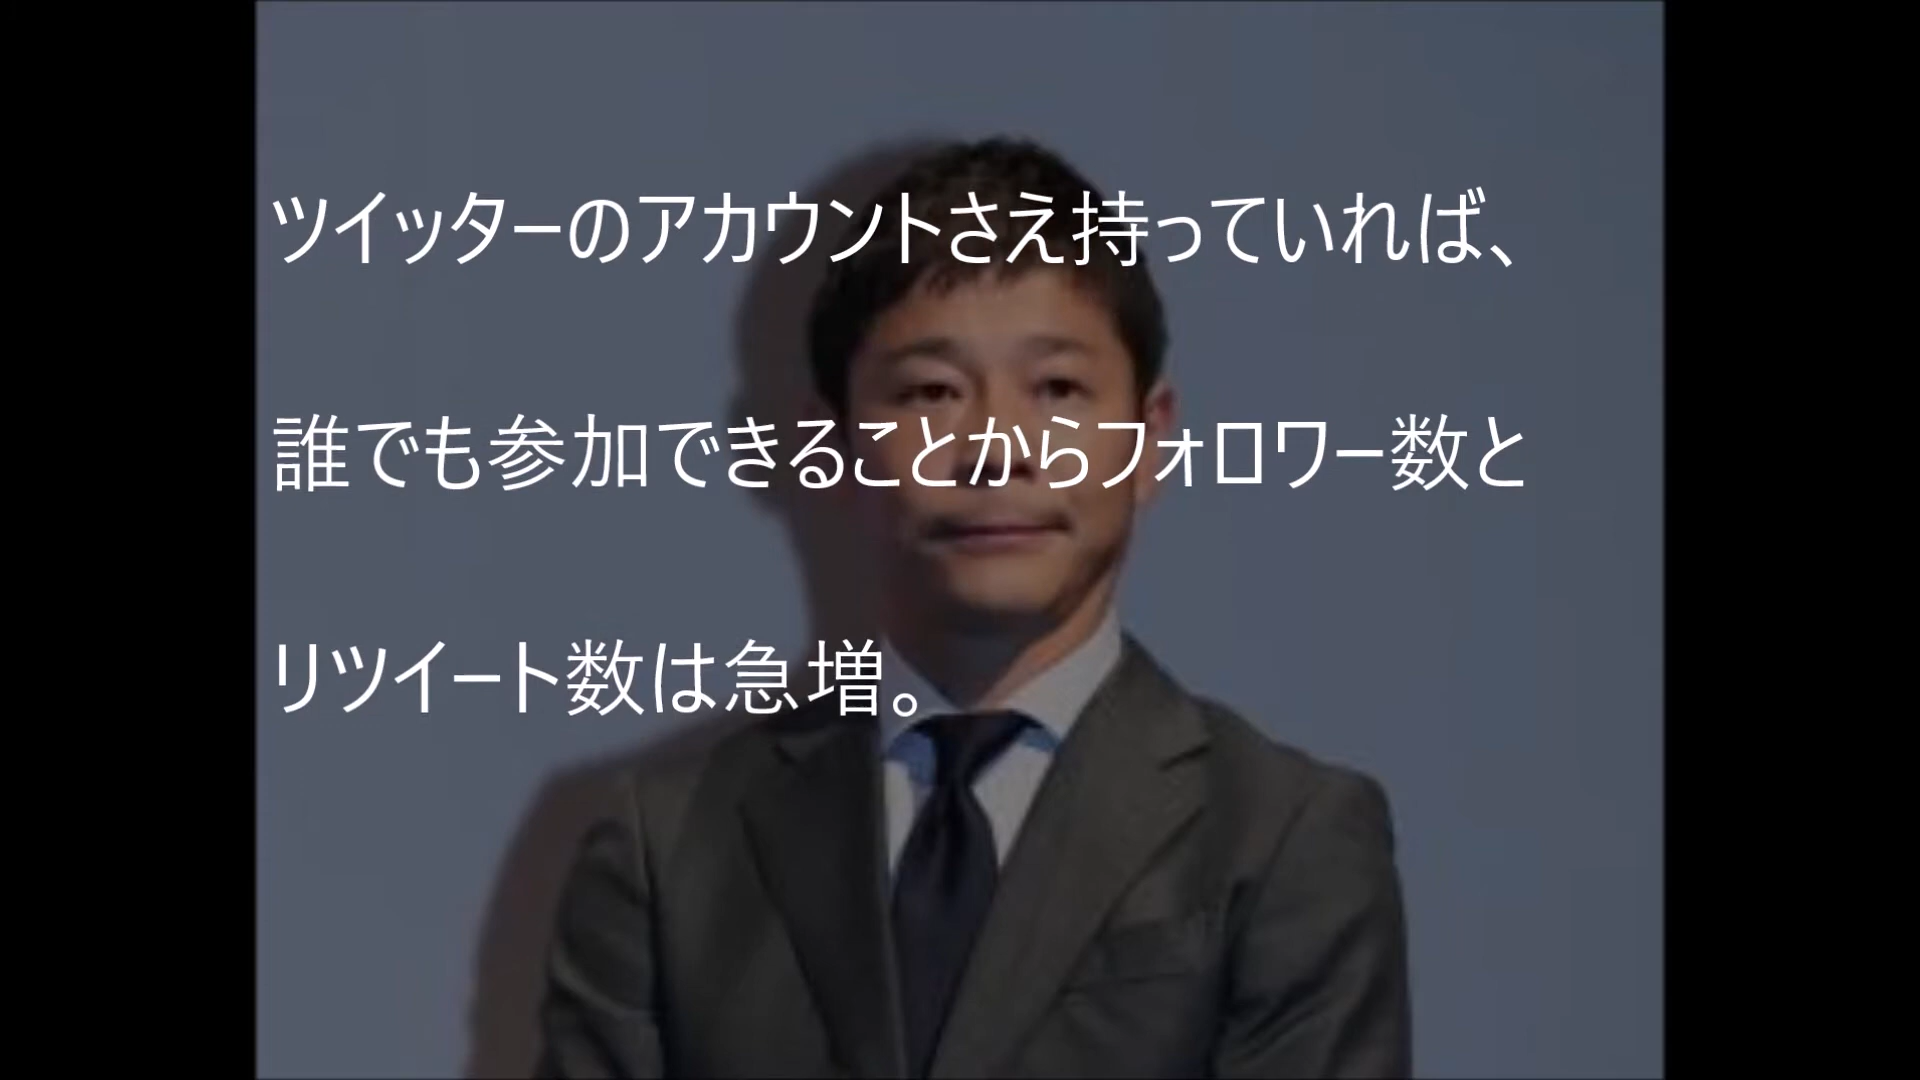 ツイッターのアカウントさえ持っていれば、
誰でも参加できることからフォロワー数と
リツイート数は急増。